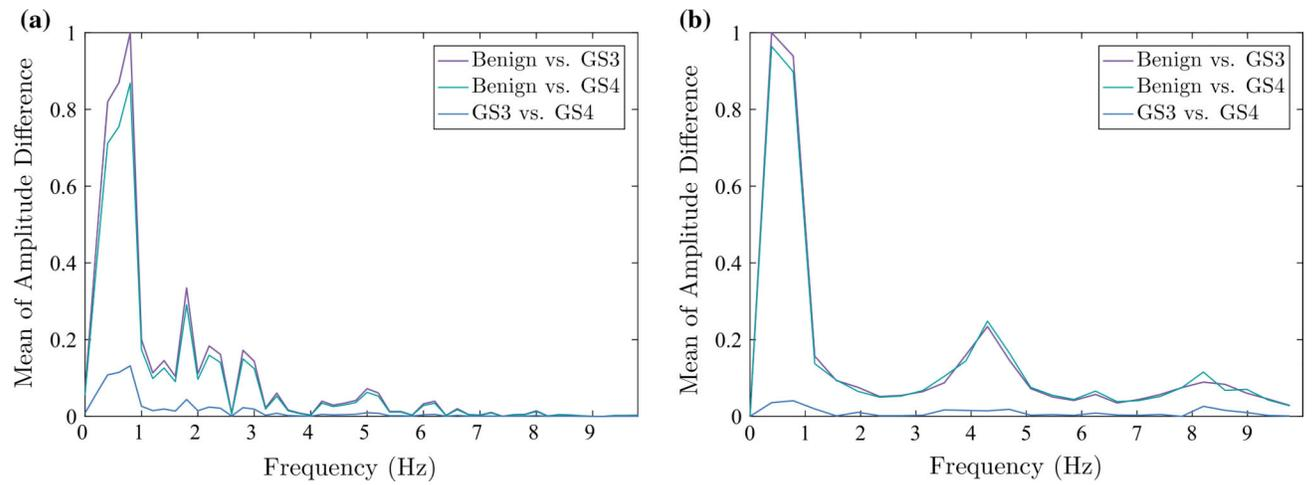 (a)
Mean of Amplitude Difference
1
0.8
0.6
0.4
0.2
0
0 1 2 3 4 5 6 7 8 9
Frequency (Hz)
Benign vs. GS3
Benign vs. GS4
GS3 vs. GS4
(b)
Mean of Amplitude Difference
1
0.8
0.6
0.4
0.2
0
0 1 2 3 4 5 6 7 8 9
Frequency (Hz)
Benign vs. GS3
Benign vs. GS4
GS3 vs. GS4